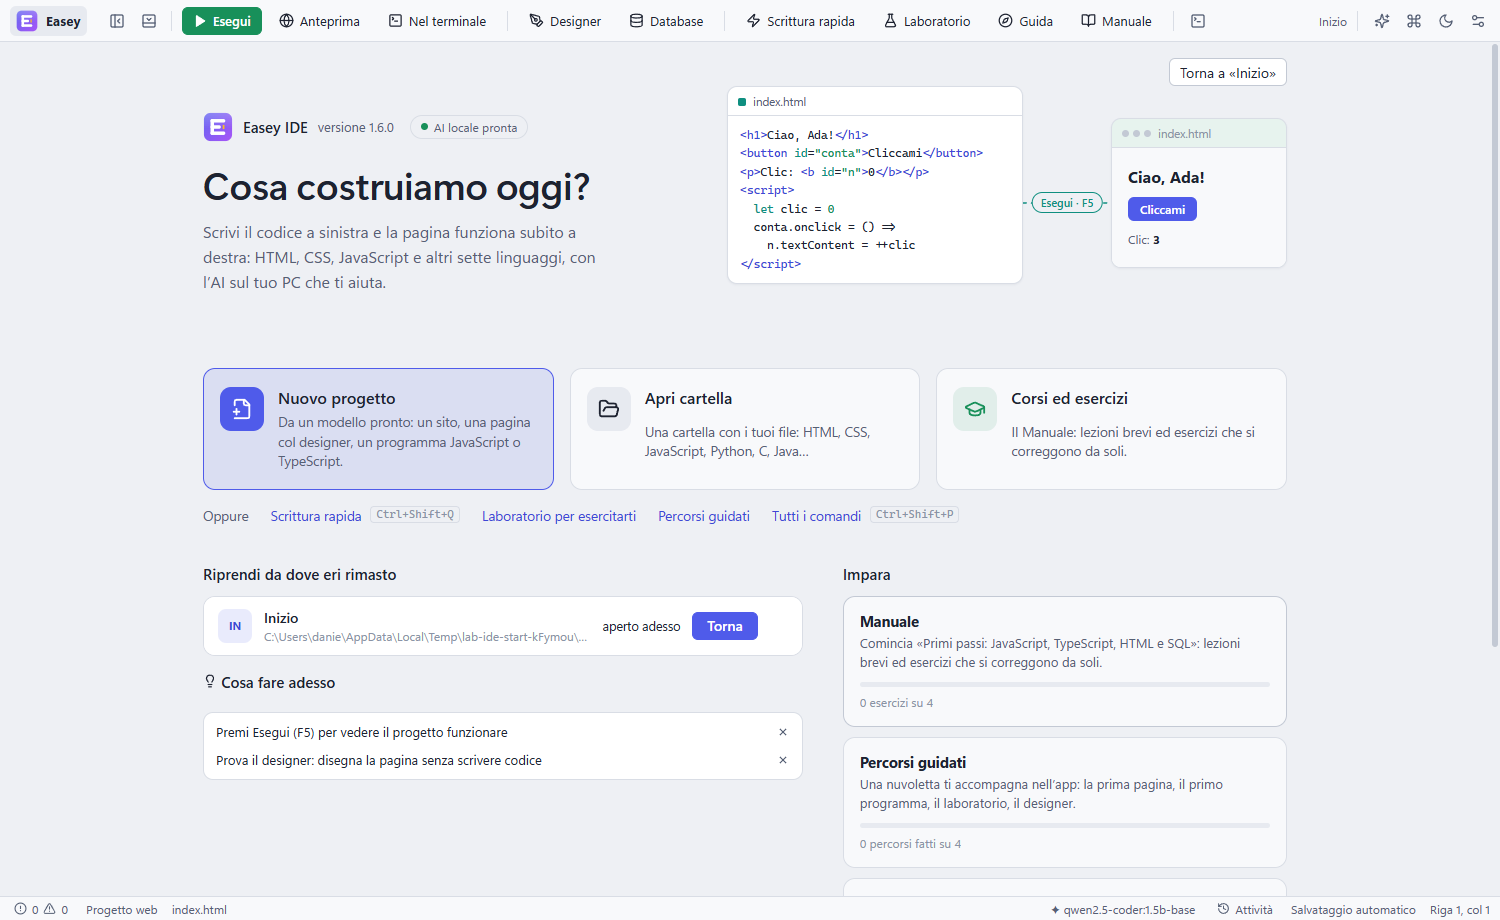 Easey
Esegui
Anteprima
Nel terminale
Designer
Database
Scrittura rapida
Laboratorio
Guida
Manuale
Inizio
Torna a «Inizio»
Easey IDE versione 1.6.0 AI locale pronta
Cosa costruiamo oggi?
Scrivi il codice a sinistra e la pagina funziona subito a
destra: HTML, CSS, JavaScript e altri sette linguaggi, con
l’AI sul tuo PC che ti aiuta.
index.html
<h1>Ciao, Ada!</h1>
<button id="conta">Cliccami</button>
<p>Clic: <b id="n">0</b></p>
<script>
let clic = 0
conta.onclick = () =>
n.textContent = ++clic
</script>
Esegui · F5
index.html
Ciao, Ada!
Cliccami
Clic: 3
Nuovo progetto
Da un modello pronto: un sito, una pagina
col designer, un programma JavaScript o
TypeScript.
Apri cartella
Una cartella con i tuoi file: HTML, CSS,
JavaScript, Python, C, Java…
Corsi ed esercizi
Il Manuale: lezioni brevi ed esercizi che si
correggono da soli.
Oppure Scrittura rapida Ctrl+Shift+Q Laboratorio per esercitarti Percorsi guidati Tutti i comandi Ctrl+Shift+P
Riprendi da dove eri rimasto
IN
Inizio
C:\Users\danie\AppData\Local\Temp\lab-ide-start-kFymou\...
aperto adesso
Torna
Cosa fare adesso
Premi Esegui (F5) per vedere il progetto funzionare
Prova il designer: disegna la pagina senza scrivere codice
Impara
Manuale
Comincia «Primi passi: JavaScript, TypeScript, HTML e SQL»: lezioni
brevi ed esercizi che si correggono da soli.
0 esercizi su 4
Percorsi guidati
Una nuvoletta ti accompagna nell’app: la prima pagina, il primo
programma, il laboratorio, il designer.
0 percorsi fatti su 4
0 0 Progetto web index.html
qwen2.5-coder:1.5b-base Attività Salvataggio automatico Riga 1, col 1